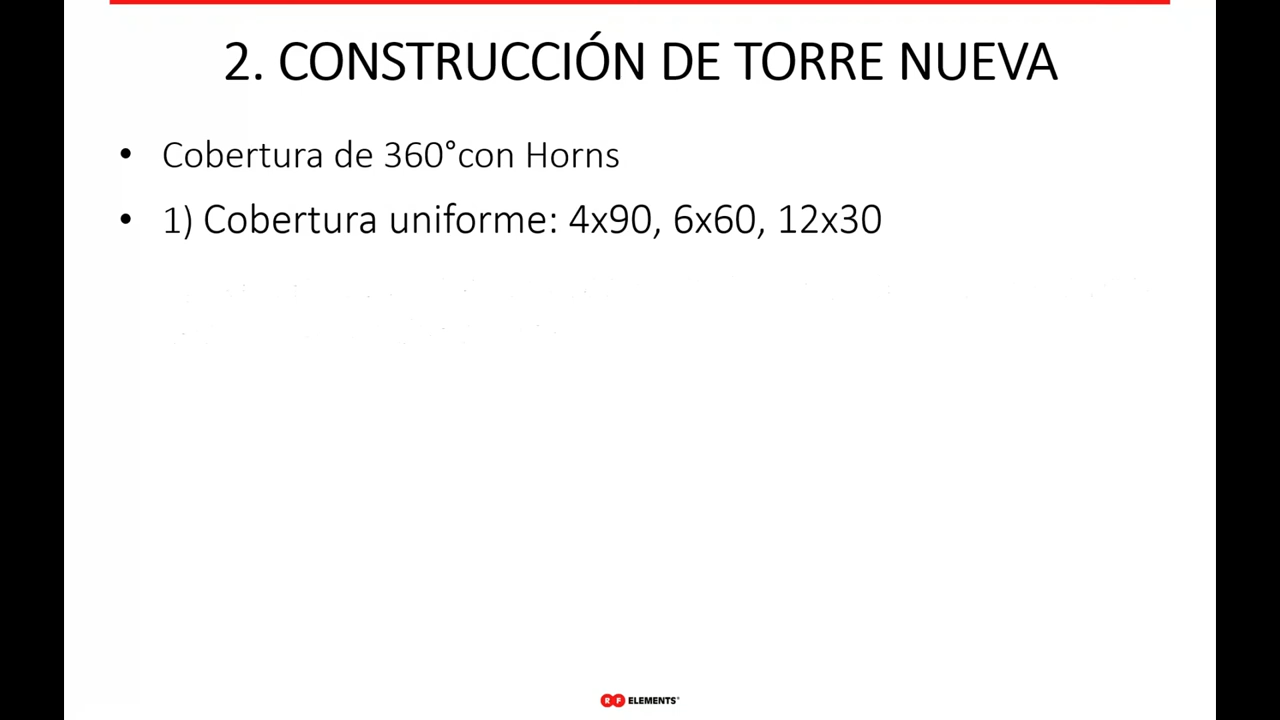 2. CONSTRUCCIÓN DE TORRE NUEVA
• Cobertura de 360°con Horns
• 1) Cobertura uniforme: 4x90, 6x60, 12x30
RF ELEMENTS®